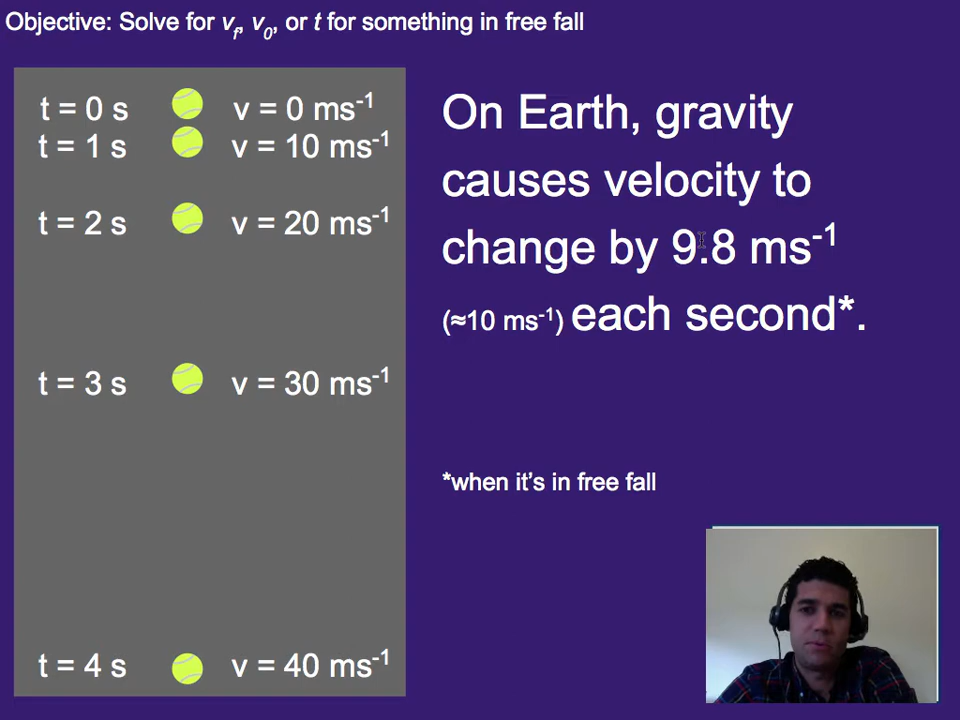 Objective: Solve for vf, v0, or t for something in free fall
t = 0 s v = 0 ms⁻¹
t = 1 s v = 10 ms⁻¹
t = 2 s v = 20 ms⁻¹
t = 3 s v = 30 ms⁻¹
t = 4 s v = 40 ms⁻¹
On Earth, gravity
causes velocity to
change by 9.8 ms⁻¹
(≈10 ms⁻¹) each second*.
*when it's in free fall